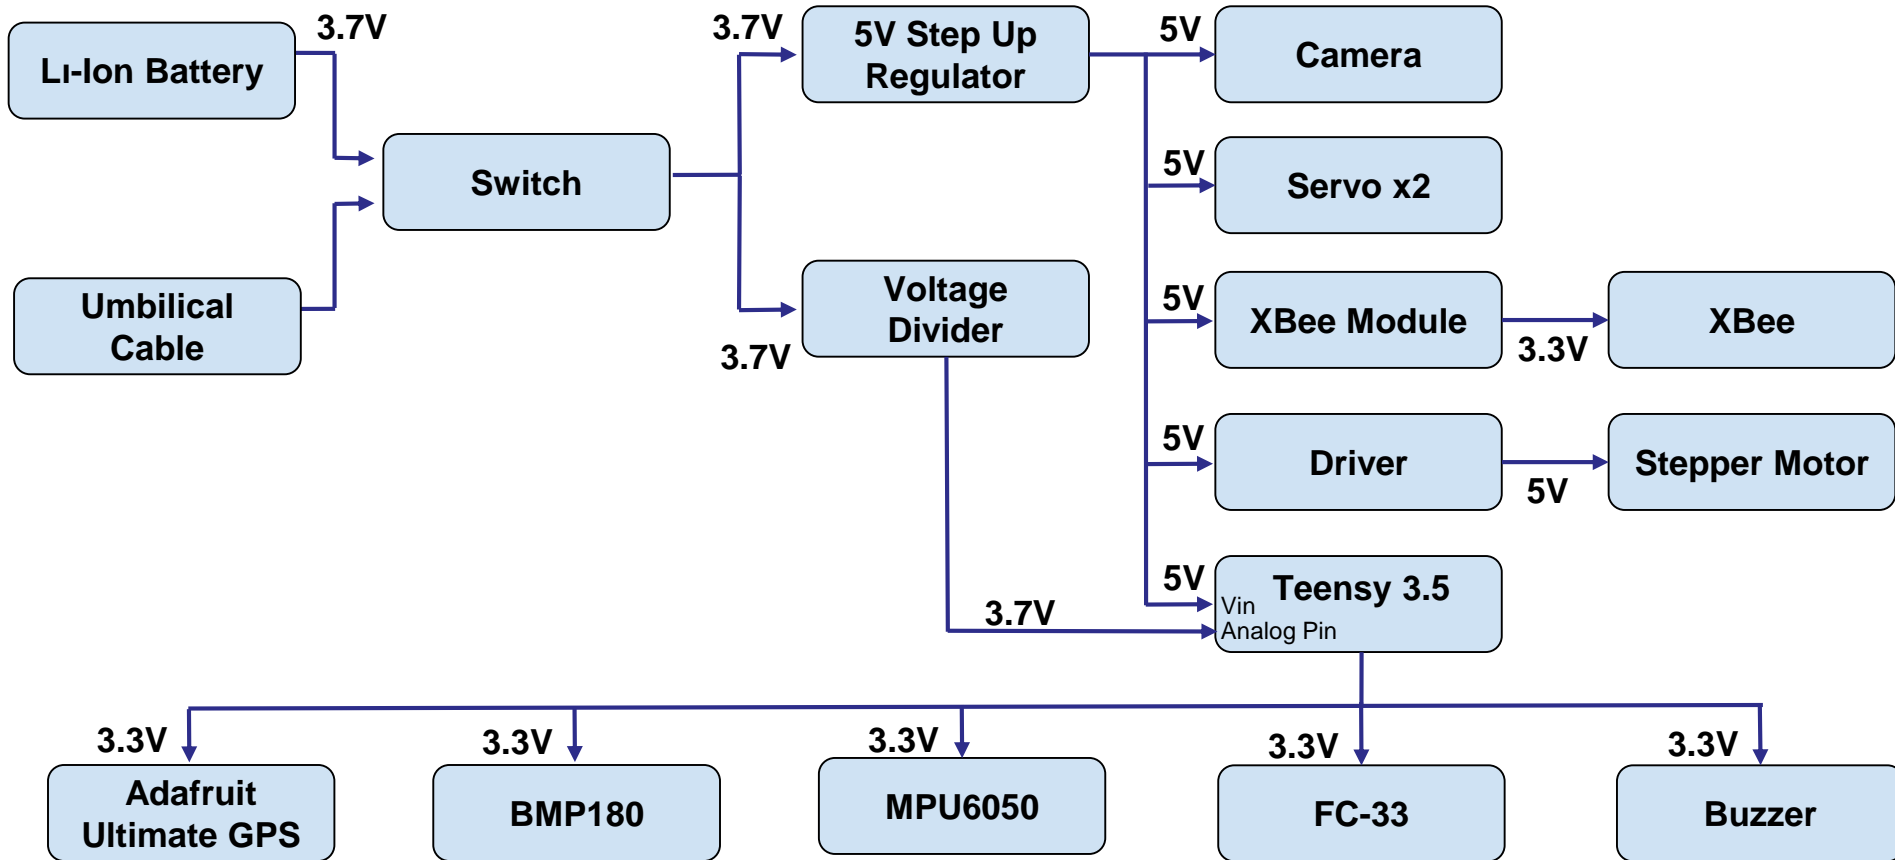 3.7V
3.7V
5V Step Up
Regulator
5V
Camera
Lı-Ion Battery
Switch
5V
Servo x2
Umbilical
Cable
Voltage
Divider
3.7V
5V
XBee Module
3.3V
XBee
5V
Driver
5V
Stepper Motor
5V
Teensy 3.5
Vin
Analog Pin
3.7V
3.3V
3.3V
3.3V
3.3V
3.3V
Adafruit
Ultimate GPS
BMP180
MPU6050
FC-33
Buzzer